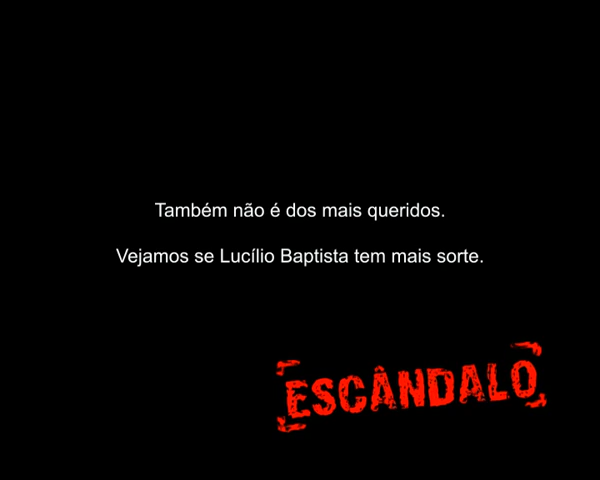 Também não é dos mais queridos.
Vejamos se Lucílio Baptista tem mais sorte.
ESCÂNDALO